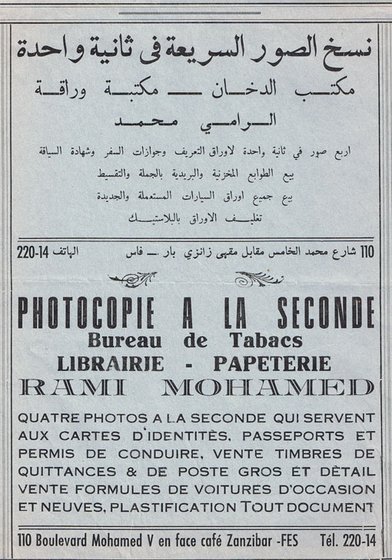 نسخ الصور السريعة في ثانية واحدة
مكتب الدخان — مكتبة وراقة
الرامي محمد
اربع صور في ثانية واحدة لاوراق التعريف وجوازات السفر وشهادة السياقة
بيع الطوابع المخزنية والبريدية بالجملة والتقسيط
بيع جميع اوراق السيارات المستعملة والجديدة
تغليف الاوراق بالبلاستيك
110 شارع محمد الخامس مقابل مقهى زانزي بار — فاس الهاتف 14-220
PHOTOCOPIE A LA SECONDE
Bureau de Tabacs
LIBRAIRIE - PAPETERIE
RAMI MOHAMED
QUATRE PHOTOS A LA SECONDE QUI SERVENT
AUX CARTES D'IDENTITÈS, PASSEPORTS ET
PERMIS DE CONDUIRE, VENTE TIMBRES DE
QUITTANCES & DE POSTE GROS ET DÈTAIL
VENTE FORMULES DE VOITURES D'OCCASION
ET NEUVES, PLASTIFICATION TOUT DOCUMENT
110 Boulevard Mohamed V en face café Zanzibar -FES Tél. 220-14